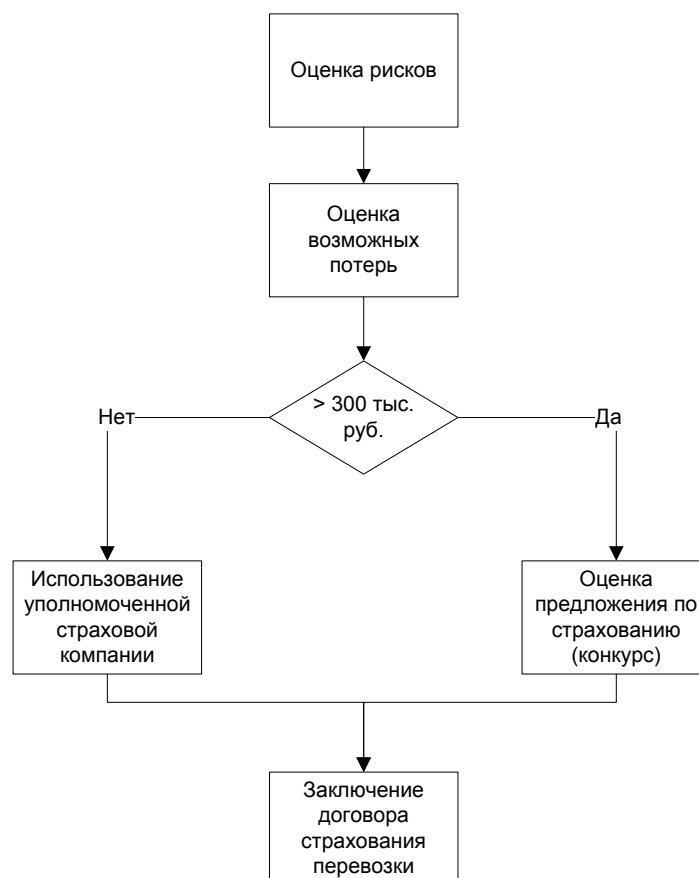 Оценка рисков
Оценка
возможных
потерь
> 300 тыс.
руб.
Нет
Да
Использование
уполномоченной
страховой
компании
Оценка
предложения по
страхованию
(конкурс)
Заключение
договора
страхования
перевозки